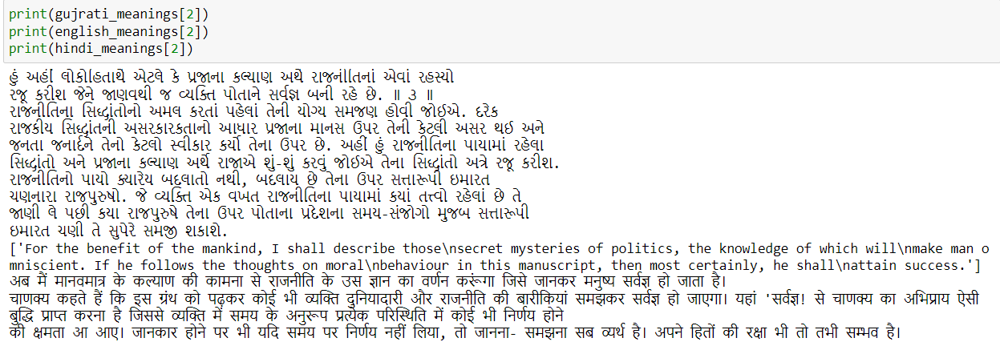 print(gujrati_meanings[2])
print(english_meanings[2])
print(hindi_meanings[2])
હું અહીં લોકોહિતાથે એટલે કે પ્રજાના કલ્યાણ અથે રાજનીતિનાં એવાં રહસ્યો
રજૂ કરીશ જેને જાણવથી જ વ્યક્તિ પોતાને સર્વજ્ઞ બની રહે છે. ॥ ૩ ॥
રાજનીતિના સિદ્ધાંતોનો અમલ કરતાં પહેલાં તેની યોગ્ય સમજણ હોવી જોઈએ. દરેક
રાજકીય સિદ્ધાંતની અસરકારકતાનો આધાર પ્રજાના માનસ ઉપર તેની કેટલી અસર થઈ અને
જનતા જનાર્દને તેનો કેટલો સ્વીકાર કર્યો તેના ઉપર છે. અહીં હું રાજનીતિના પાયામાં રહેલા
સિદ્ધાંતો અને પ્રજાના કલ્યાણ અર્થે રાજાએ શું-શું કરવું જોઈએ તેના સિદ્ધાંતો અત્રે રજૂ કરીશ.
રાજનીતિનો પાયો ક્યારેય બદલાતો નથી, બદલાય છે તેના ઉપર સત્તારૂપી ઇમારત
ચણનારા રાજપુરુષો. જે વ્યક્તિ એક વખત રાજનીતિના પાયામાં કયાં તત્ત્વો રહેલાં છે તે
જાણી લે પછી કયા રાજપુરુષે તેના ઉપર પોતાના પ્રદેશના સમય-સંજોગો મુજબ સત્તારૂપી
ઇમારત ચણી તે સુપેરે સમજી શકાશે.
['For the benefit of the mankind, I shall describe those\nsecret mysteries of politics, the knowledge of which will\nmake man o
mniscient. If he follows the thoughts on moral\nbehaviour in this manuscript, then most certainly, he shall\nattain success.']
अब मैं मानवमात्र के कल्याण की कामना से राजनीति के उस ज्ञान का वर्णन करूंगा जिसे जानकर मनुष्य सर्वज्ञ हो जाता है।
चाणक्य कहते हैं कि इस ग्रंथ को पढ़कर कोई भी व्यक्ति दुनियादारी और राजनीति की बारीकियां समझकर सर्वज्ञ हो जाएगा। यहां 'सर्वज्ञ! से चाणक्य का अभिप्राय ऐसी
बुद्धि प्राप्त करना है जिससे व्यक्ति में समय के अनुरूप प्रत्येक परिस्थिति में कोई भी निर्णय होने
की क्षमता आ आए। जानकार होने पर भी यदि समय पर निर्णय नहीं लिया, तो जानना- समझना सब व्यर्थ है। अपने हितों की रक्षा भी तो तभी सम्भव है।